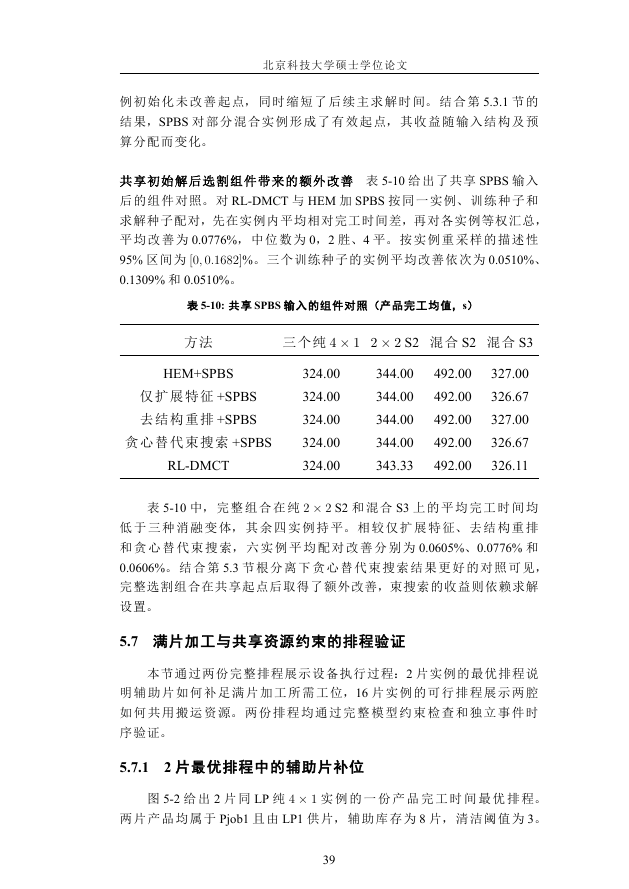 北京科技大学硕士学位论文
例初始化未改善起点，同时缩短了后续主求解时间。结合第 5.3.1 节的
结果，SPBS 对部分混合实例形成了有效起点，其收益随输入结构及预
算分配而变化。
共享初始解后选割组件带来的额外改善 表 5-10 给出了共享 SPBS 输入
后的组件对照。对 RL-DMCT 与 HEM 加 SPBS 按同一实例、训练种子和
求解种子配对，先在实例内平均相对完工时间差，再对各实例等权汇总，
平均改善为 0.0776%，中位数为 0，2 胜、4 平。按实例重采样的描述性
95% 区间为 [0, 0.1682]%。三个训练种子的实例平均改善依次为 0.0510%、
0.1309% 和 0.0510%。
表 5-10: 共享 SPBS 输入的组件对照（产品完工均值，s）
方法 三个纯 4 × 1 2 × 2 S2 混合 S2 混合 S3
HEM+SPBS 324.00 344.00 492.00 327.00
仅扩展特征 +SPBS 324.00 344.00 492.00 326.67
去结构重排 +SPBS 324.00 344.00 492.00 327.00
贪心替代束搜索 +SPBS 324.00 344.00 492.00 326.67
RL-DMCT 324.00 343.33 492.00 326.11
表 5-10 中，完整组合在纯 2 × 2 S2 和混合 S3 上的平均完工时间均
低于三种消融变体，其余四实例持平。相较仅扩展特征、去结构重排
和贪心替代束搜索，六实例平均配对改善分别为 0.0605%、0.0776% 和
0.0606%。结合第 5.3 节根分离下贪心替代束搜索结果更好的对照可见，
完整选割组合在共享起点后取得了额外改善，束搜索的收益则依赖求解
设置。
5.7 满片加工与共享资源约束的排程验证
本节通过两份完整排程展示设备执行过程：2 片实例的最优排程说
明辅助片如何补足满片加工所需工位，16 片实例的可行排程展示两腔
如何共用搬运资源。两份排程均通过完整模型约束检查和独立事件时
序验证。
5.7.1 2 片最优排程中的辅助片补位
图 5-2 给出 2 片同 LP 纯 4 × 1 实例的一份产品完工时间最优排程。
两片产品均属于 Pjob1 且由 LP1 供片，辅助库存为 8 片，清洁阈值为 3。
39